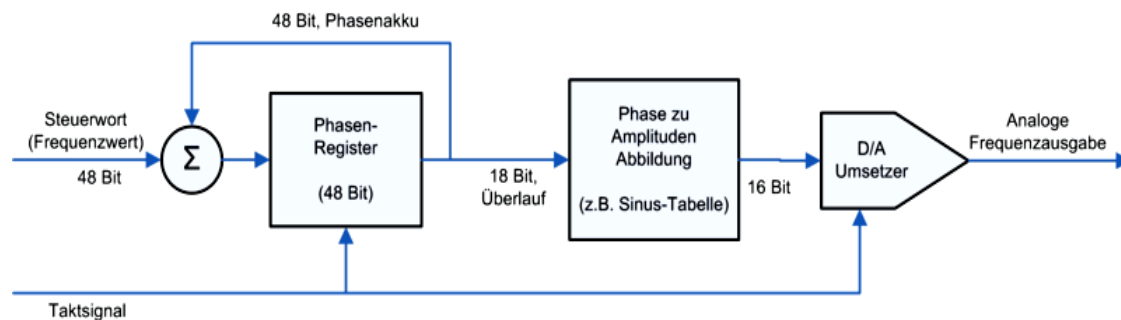 48 Bit, Phasenakku
Steuerwort
(Frequenzwert)
48 Bit
Σ
Phasen-
Register
(48 Bit)
18 Bit,
Überlauf
Phase zu
Amplituden
Abbildung
(z.B. Sinus-Tabelle)
16 Bit
D/A
Umsetzer
Analoge
Frequenzausgabe
Taktsignal